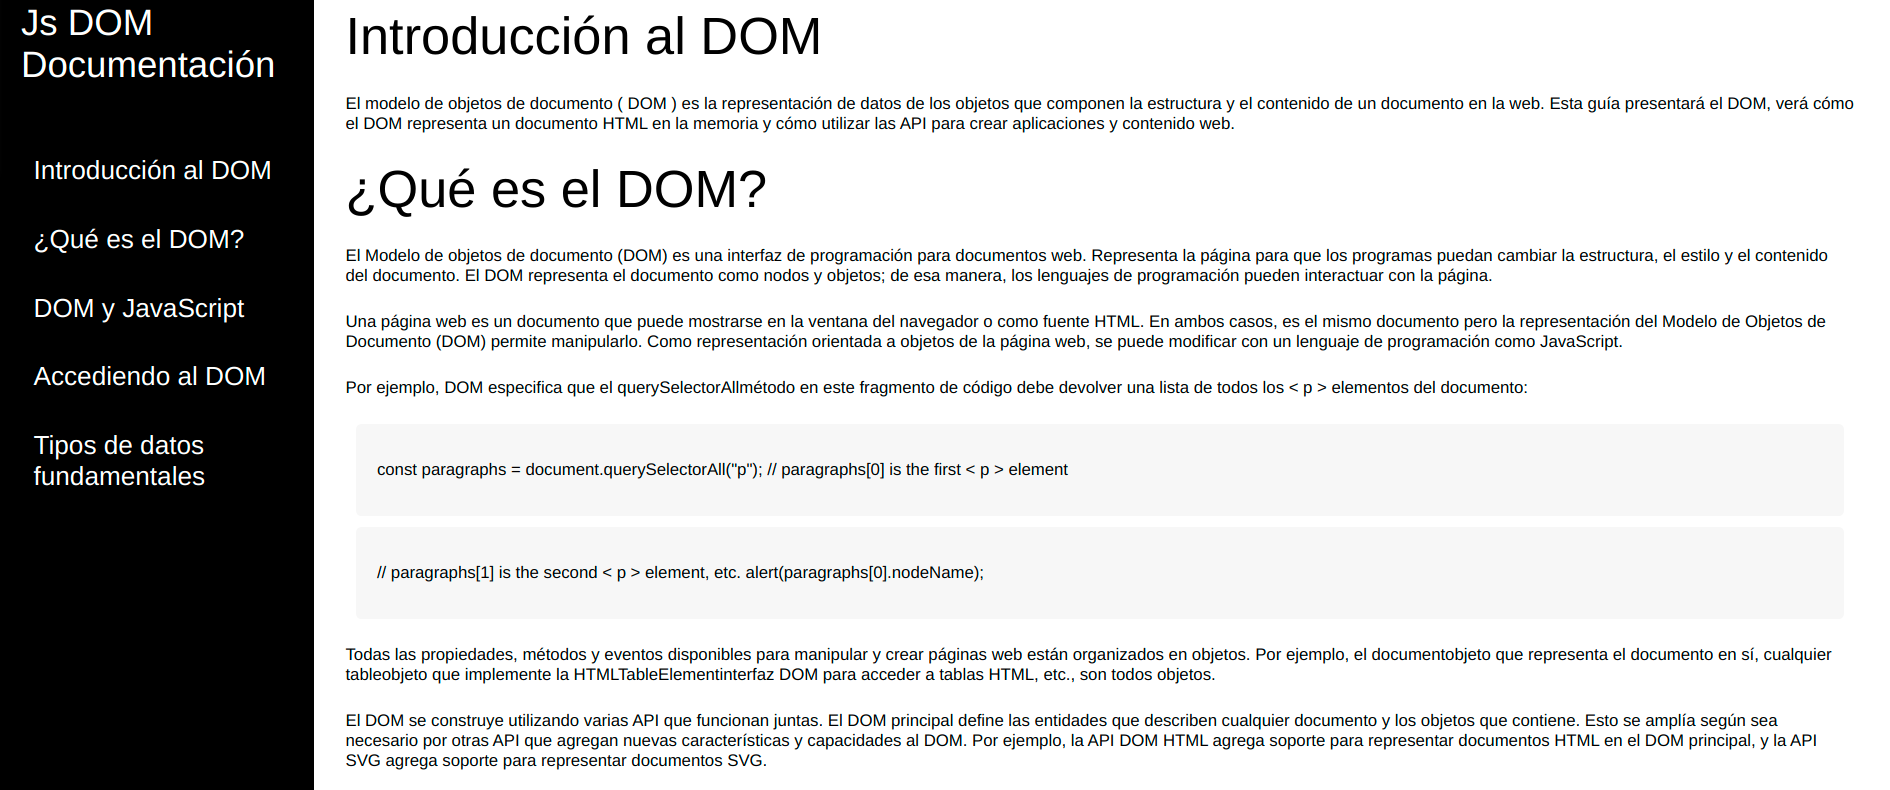 Js DOM
Documentación
Introducción al DOM
¿Qué es el DOM?
DOM y JavaScript
Accediendo al DOM
Tipos de datos
fundamentales
Introducción al DOM
El modelo de objetos de documento ( DOM ) es la representación de datos de los objetos que componen la estructura y el contenido de un documento en la web. Esta guía presentará el DOM, verá cómo
el DOM representa un documento HTML en la memoria y cómo utilizar las API para crear aplicaciones y contenido web.
¿Qué es el DOM?
El Modelo de objetos de documento (DOM) es una interfaz de programación para documentos web. Representa la página para que los programas puedan cambiar la estructura, el estilo y el contenido
del documento. El DOM representa el documento como nodos y objetos; de esa manera, los lenguajes de programación pueden interactuar con la página.
Una página web es un documento que puede mostrarse en la ventana del navegador o como fuente HTML. En ambos casos, es el mismo documento pero la representación del Modelo de Objetos de
Documento (DOM) permite manipularlo. Como representación orientada a objetos de la página web, se puede modificar con un lenguaje de programación como JavaScript.
Por ejemplo, DOM especifica que el querySelectorAllmétodo en este fragmento de código debe devolver una lista de todos los < p > elementos del documento:
const paragraphs = document.querySelectorAll("p"); // paragraphs[0] is the first < p > element
// paragraphs[1] is the second < p > element, etc. alert(paragraphs[0].nodeName);
Todas las propiedades, métodos y eventos disponibles para manipular y crear páginas web están organizados en objetos. Por ejemplo, el documentobjeto que representa el documento en sí, cualquier
tableobjeto que implemente la HTMLTableElementinterfaz DOM para acceder a tablas HTML, etc., son todos objetos.
El DOM se construye utilizando varias API que funcionan juntas. El DOM principal define las entidades que describen cualquier documento y los objetos que contiene. Esto se amplía según sea
necesario por otras API que agregan nuevas características y capacidades al DOM. Por ejemplo, la API DOM HTML agrega soporte para representar documentos HTML en el DOM principal, y la API
SVG agrega soporte para representar documentos SVG.